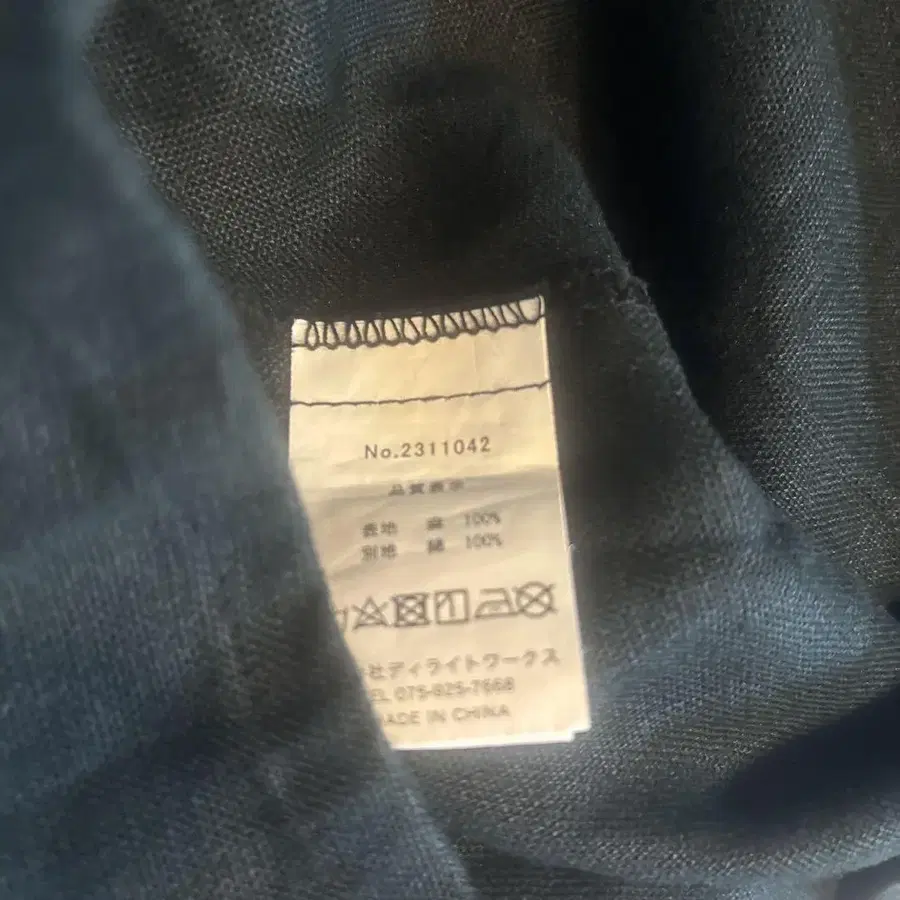 No.2311042
品質表示
表地 麻 100%
別地 綿 100%
社ディライトワークス
EL 075-825-7668
ADE IN CHINA